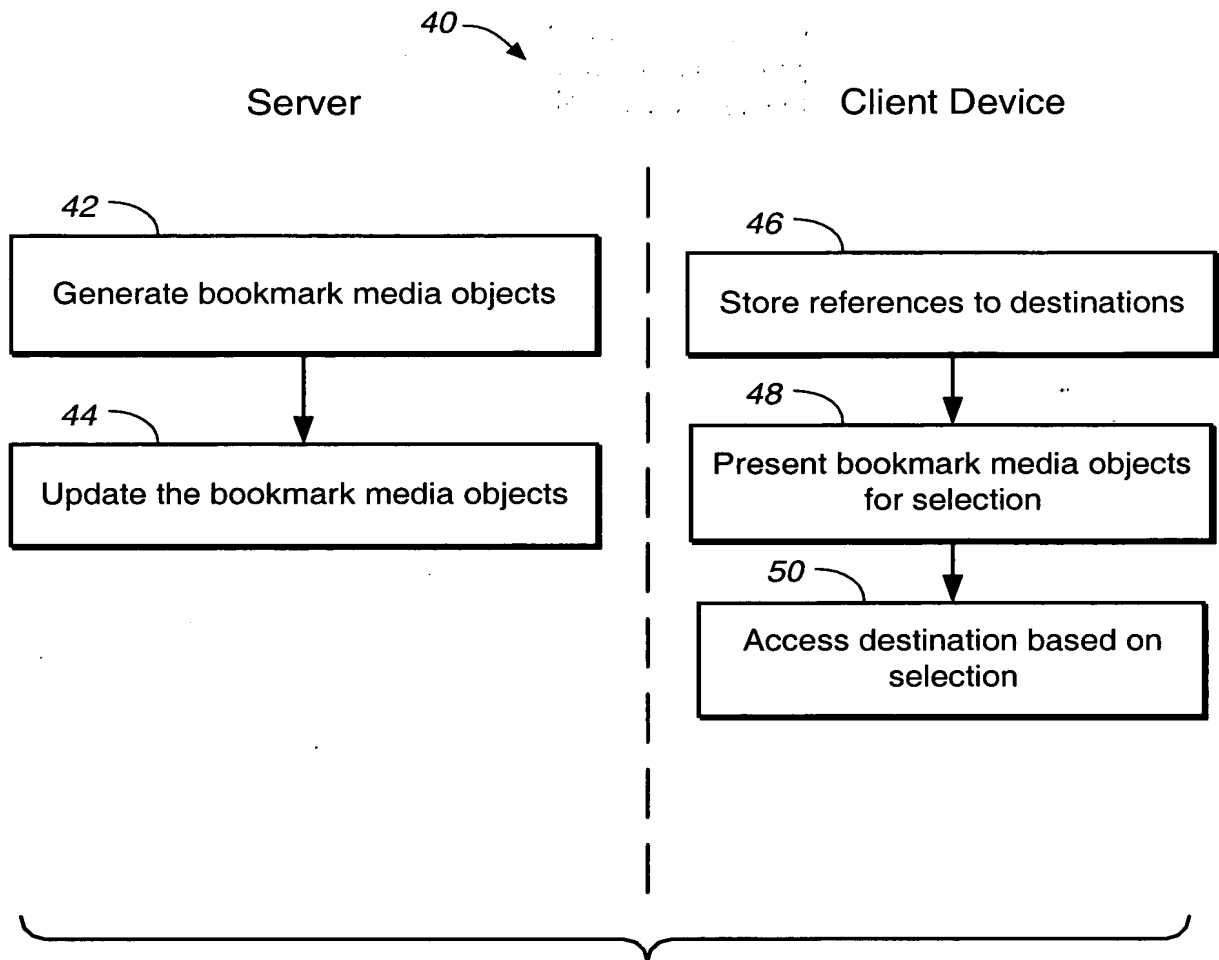 40
Server
Client Device
42
Generate bookmark media objects
44
Update the bookmark media objects
46
Store references to destinations
48
Present bookmark media objects
for selection
50
Access destination based on
selection